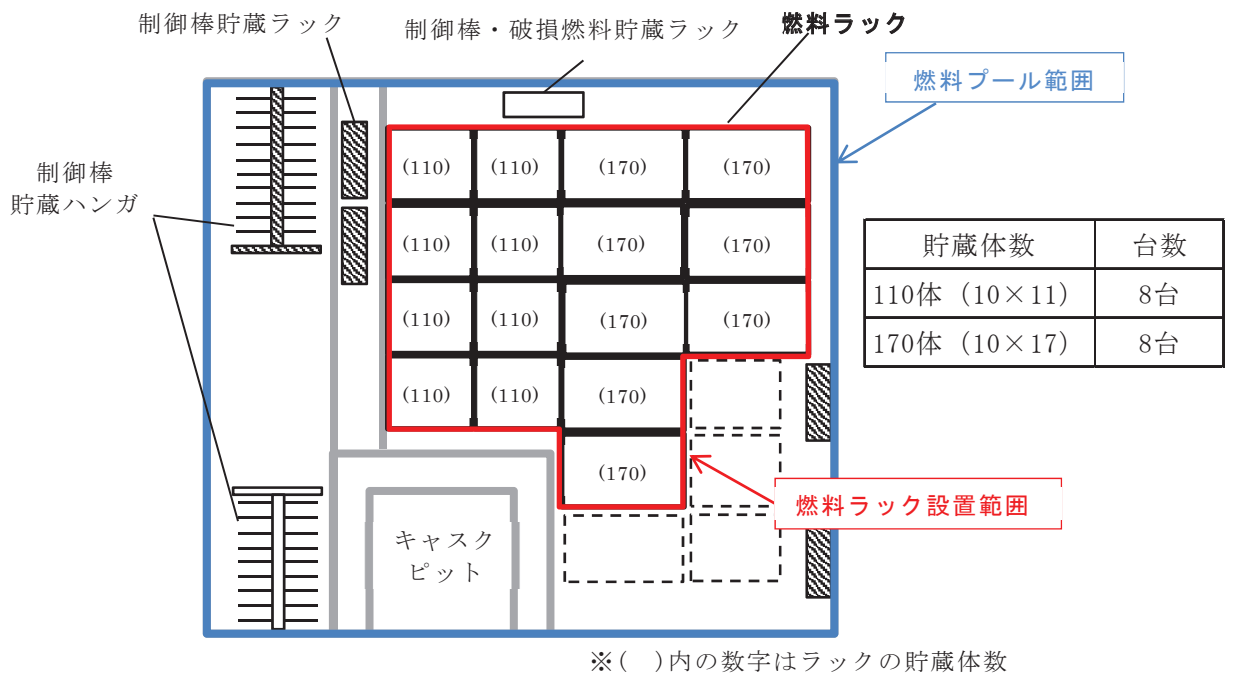 制御棒貯蔵ラック
制御棒・破損燃料貯蔵ラック
燃料ラック
燃料プール範囲
制御棒
貯蔵ハンガ
(110)
(110)
(170)
(170)
(110)
(110)
(170)
(170)
(110)
(110)
(170)
(170)
(110)
(110)
(170)
(170)
貯蔵体数 台数
110体（10×11） 8台
170体（10×17） 8台
燃料ラック設置範囲
キャスク
ピット
※(　)内の数字はラックの貯蔵体数